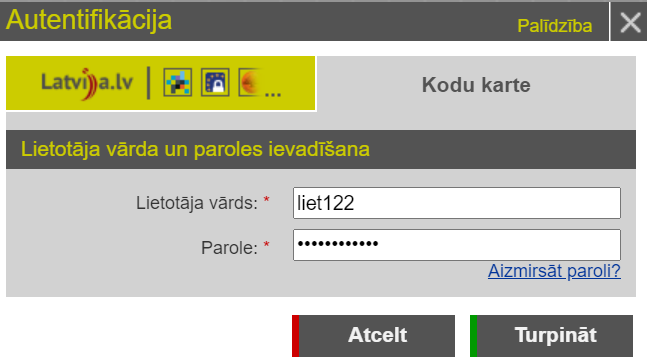 Autentifikācija
Palīdzība
Latvija.lv | ...
Kodu karte
Lietotāja vārda un paroles ievadīšana
Lietotāja vārds: * liet122
Parole: * ••••••••••••
Aizmirsāt paroli?
Atcelt
Turpināt